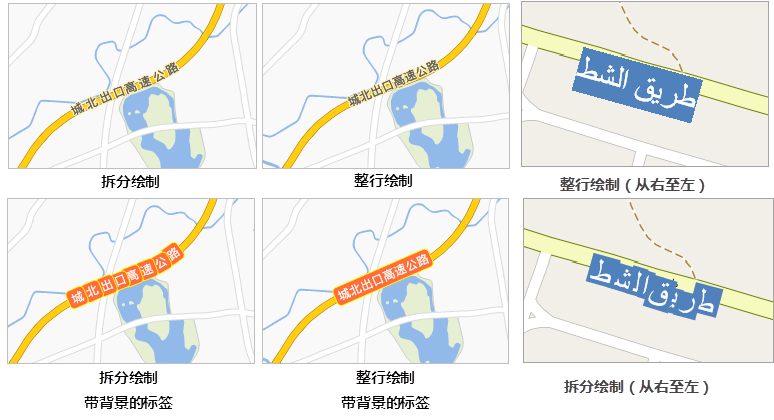 城北出口高速公路
城北出口高速公路
طريق الشط
拆分绘制
整行绘制
整行绘制（从右至左）
城北出口高速公路
城北出口高速公路
طريق الشط
拆分绘制
整行绘制
拆分绘制（从右至左）
带背景的标签
带背景的标签